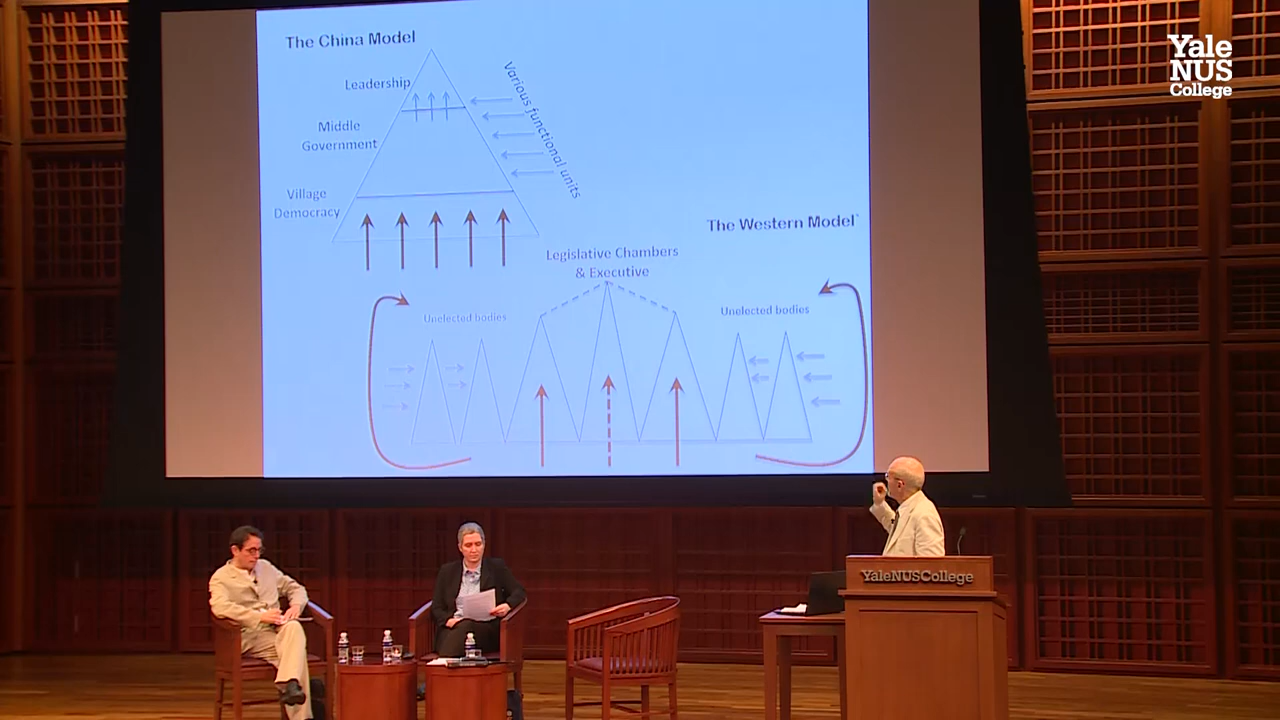 Yale
NUS
College
The China Model
Leadership
Middle
Government
Village
Democracy
Various functional units
The Western Model
Legislative Chambers
& Executive
Unelected bodies
Unelected bodies
YaleNUSCollege